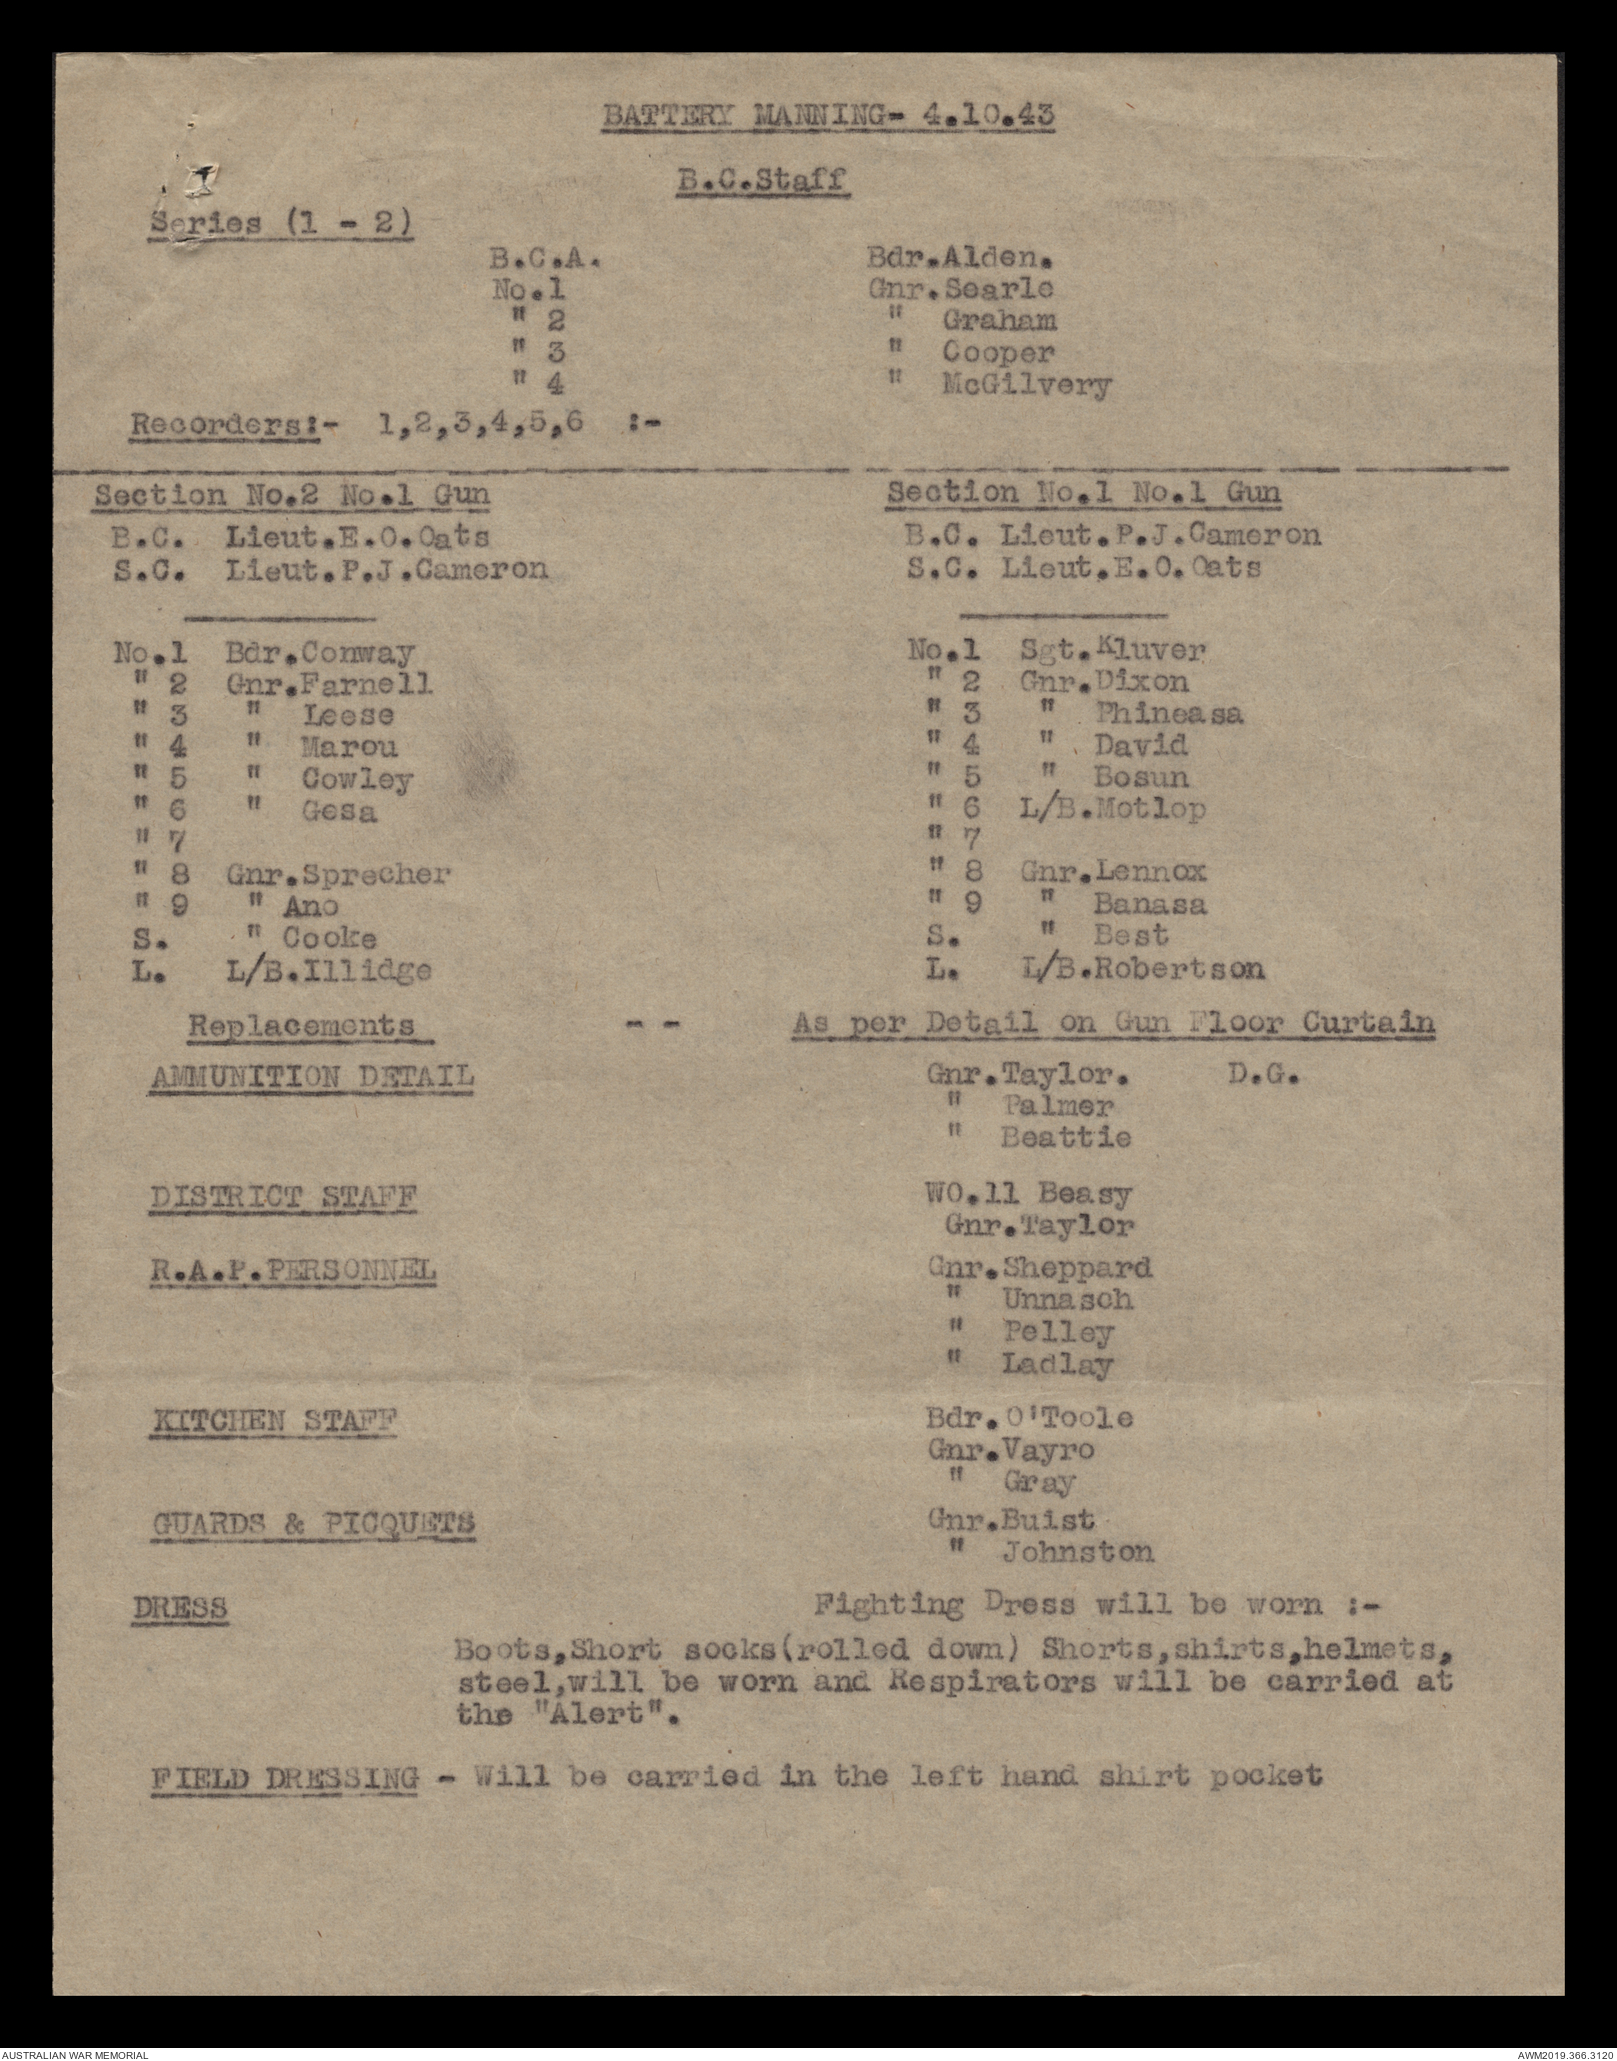 BATTERY MANNING- 4.10.43
B.C.Staff
Series (1 - 2)
B.C.A. Bdr.Alden.
No.1 Gnr.Searle
" 2 " Graham
" 3 " Cooper
" 4 " McGilvery
Recorders:- 1,2,3,4,5,6 :-
Section No.2 No.1 Gun
B.C. Lieut.E.O.Oats
S.C. Lieut.P.J.Cameron
No.1 Bdr.Conway
" 2 Gnr.Farnell
" 3 " Leese
" 4 " Marou
" 5 " Cowley
" 6 " Gesa
" 7
" 8 Gnr.Sprecher
" 9 " Ano
S. " Cooke
L. L/B.Illidge
Section No.1 No.1 Gun
B.C. Lieut.P.J.Cameron
S.C. Lieut.E.O.Oats
No.1 Sgt.Kluver
" 2 Gnr.Dixon
" 3 " Phineasa
" 4 " David
" 5 " Bosun
" 6 L/B.Motlop
" 7
" 8 Gnr.Lennox
" 9 " Banasa
S. " Best
L. L/B.Robertson
Replacements -- As per Detail on Gun Floor Curtain
AMMUNITION DETAIL Gnr.Taylor. D.G.
" Palmer
" Beattie
DISTRICT STAFF WO.11 Beasy
Gnr.Taylor
R.A.P.PERSONNEL Gnr.Sheppard
" Unnasch
" Pelley
" Ladlay
KITCHEN STAFF Bdr.O'Toole
Gnr.Vayro
" Gray
GUARDS & PICQUETS Gnr.Buist
" Johnston
DRESS Fighting Dress will be worn :-
Boots,Short socks(rolled down) Shorts,shirts,helmets,
steel,will be worn and Respirators will be carried at
the "Alert".
FIELD DRESSING - Will be carried in the left hand shirt pocket
AUSTRALIAN WAR MEMORIAL AWM2019.366.3120